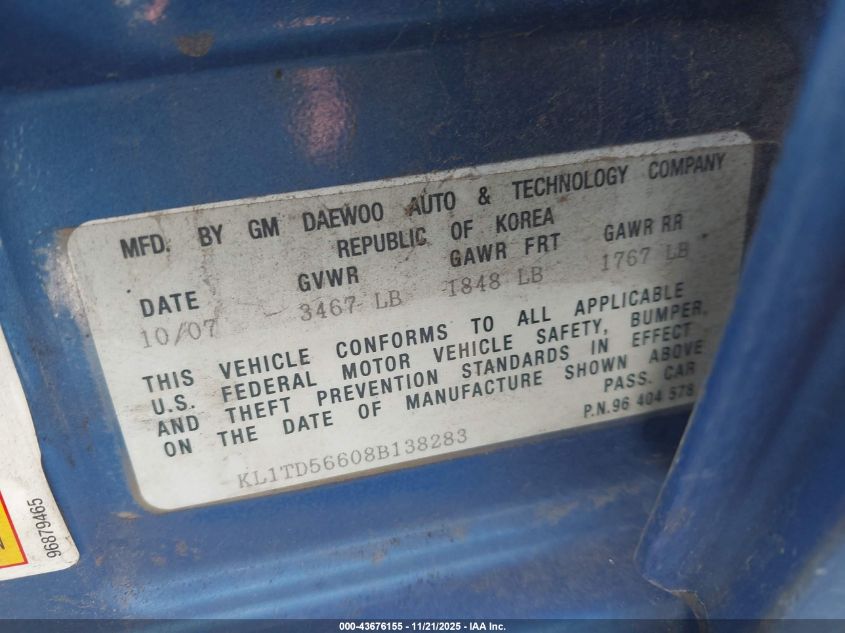 MFD. BY GM DAEWOO AUTO & TECHNOLOGY COMPANY
REPUBLIC OF KOREA
DATE GVWR GAWR FRT GAWR RR
10/07 3467 LB 1848 LB 1767 LB
THIS VEHICLE CONFORMS TO ALL APPLICABLE
U.S. FEDERAL MOTOR VEHICLE SAFETY, BUMPER,
AND THEFT PREVENTION STANDARDS IN EFFECT
ON THE DATE OF MANUFACTURE SHOWN ABOVE
PASS. CAR
KL1TD56608B138283 P.N.96 404 578
96879465
000-43676155 - 11/21/2025 - IAA Inc.